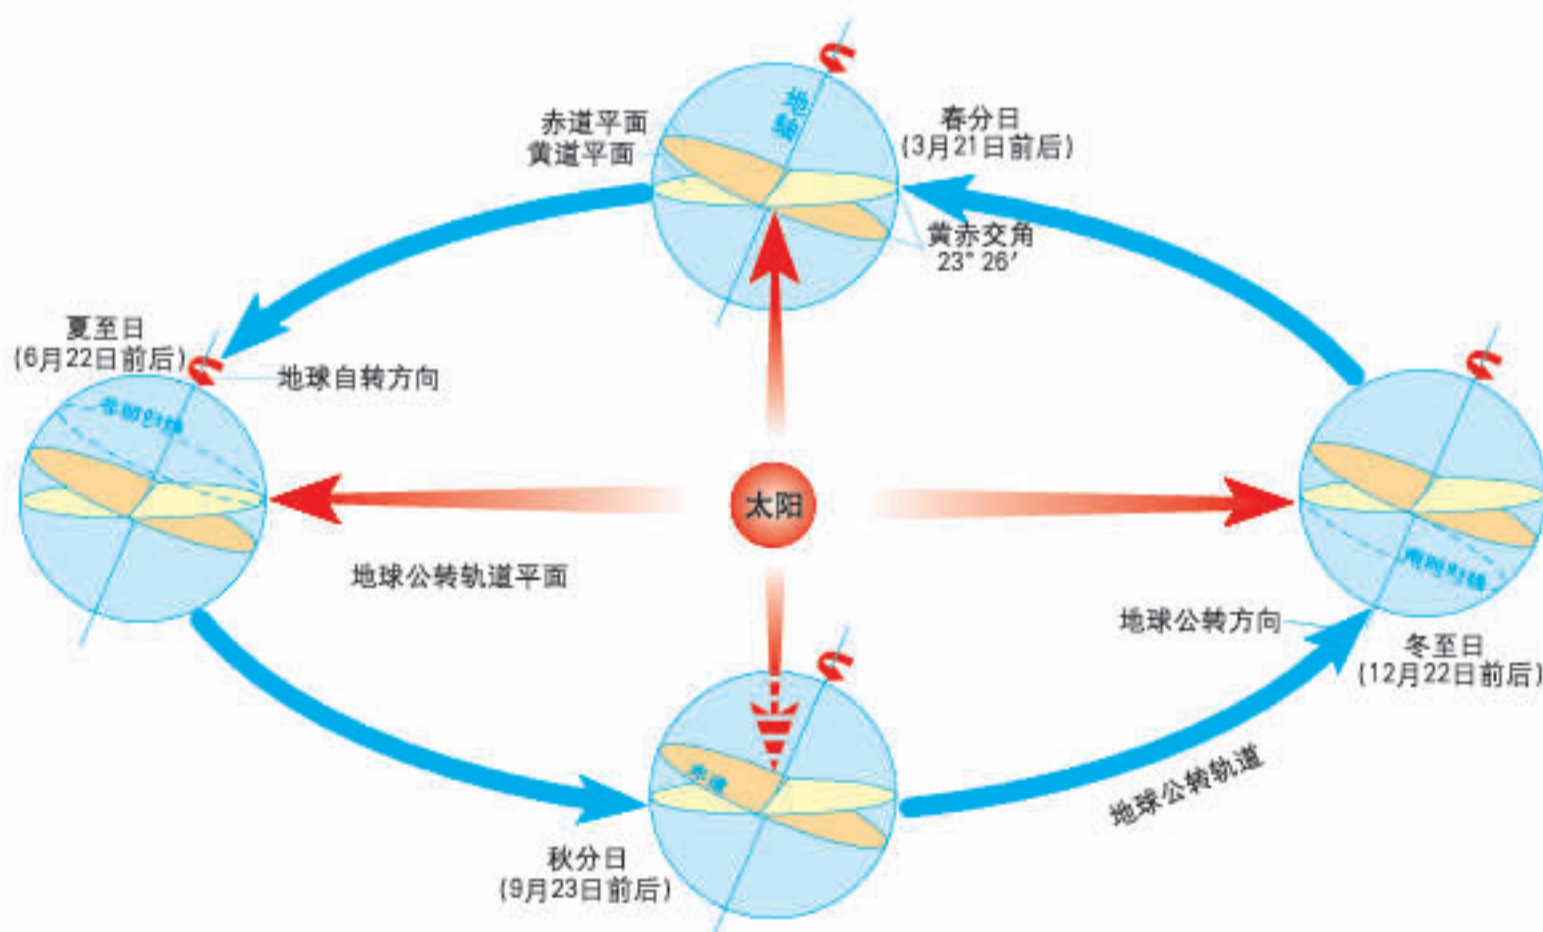 地轴
赤道平面
黄道平面
春分日
(3月21日前后)
黄赤交角
23°26′
夏至日
(6月22日前后)
地球自转方向
北回归线
太阳
地球公转轨道平面
南回归线
地球公转方向
冬至日
(12月22日前后)
赤道
地球公转轨道
秋分日
(9月23日前后)